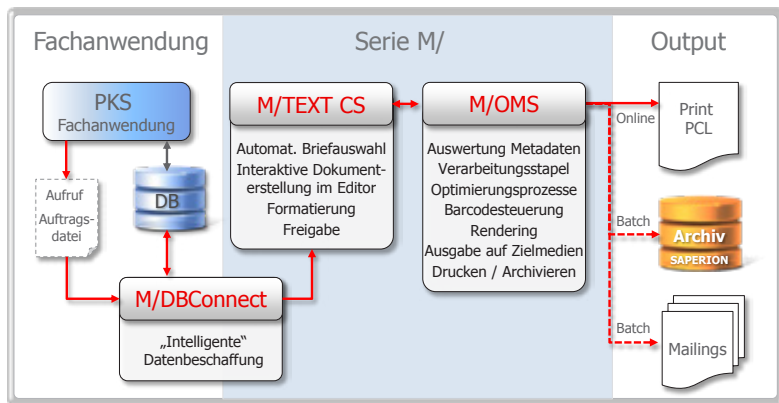 Fachanwendung
Serie M/
Output
PKS
Fachanwendung
Aufruf
Auftrags-
datei
DB
M/DBConnect
„Intelligente“
Datenbeschaffung
M/TEXT CS
Automat. Briefauswahl
Interaktive Dokument-
erstellung im Editor
Formatierung
Freigabe
M/OMS
Auswertung Metadaten
Verarbeitungsstapel
Optimierungsprozesse
Barcodesteuerung
Rendering
Ausgabe auf Zielmedien
Drucken / Archivieren
Online
Print
PCL
Batch
Archiv
SAPERION
Batch
Mailings